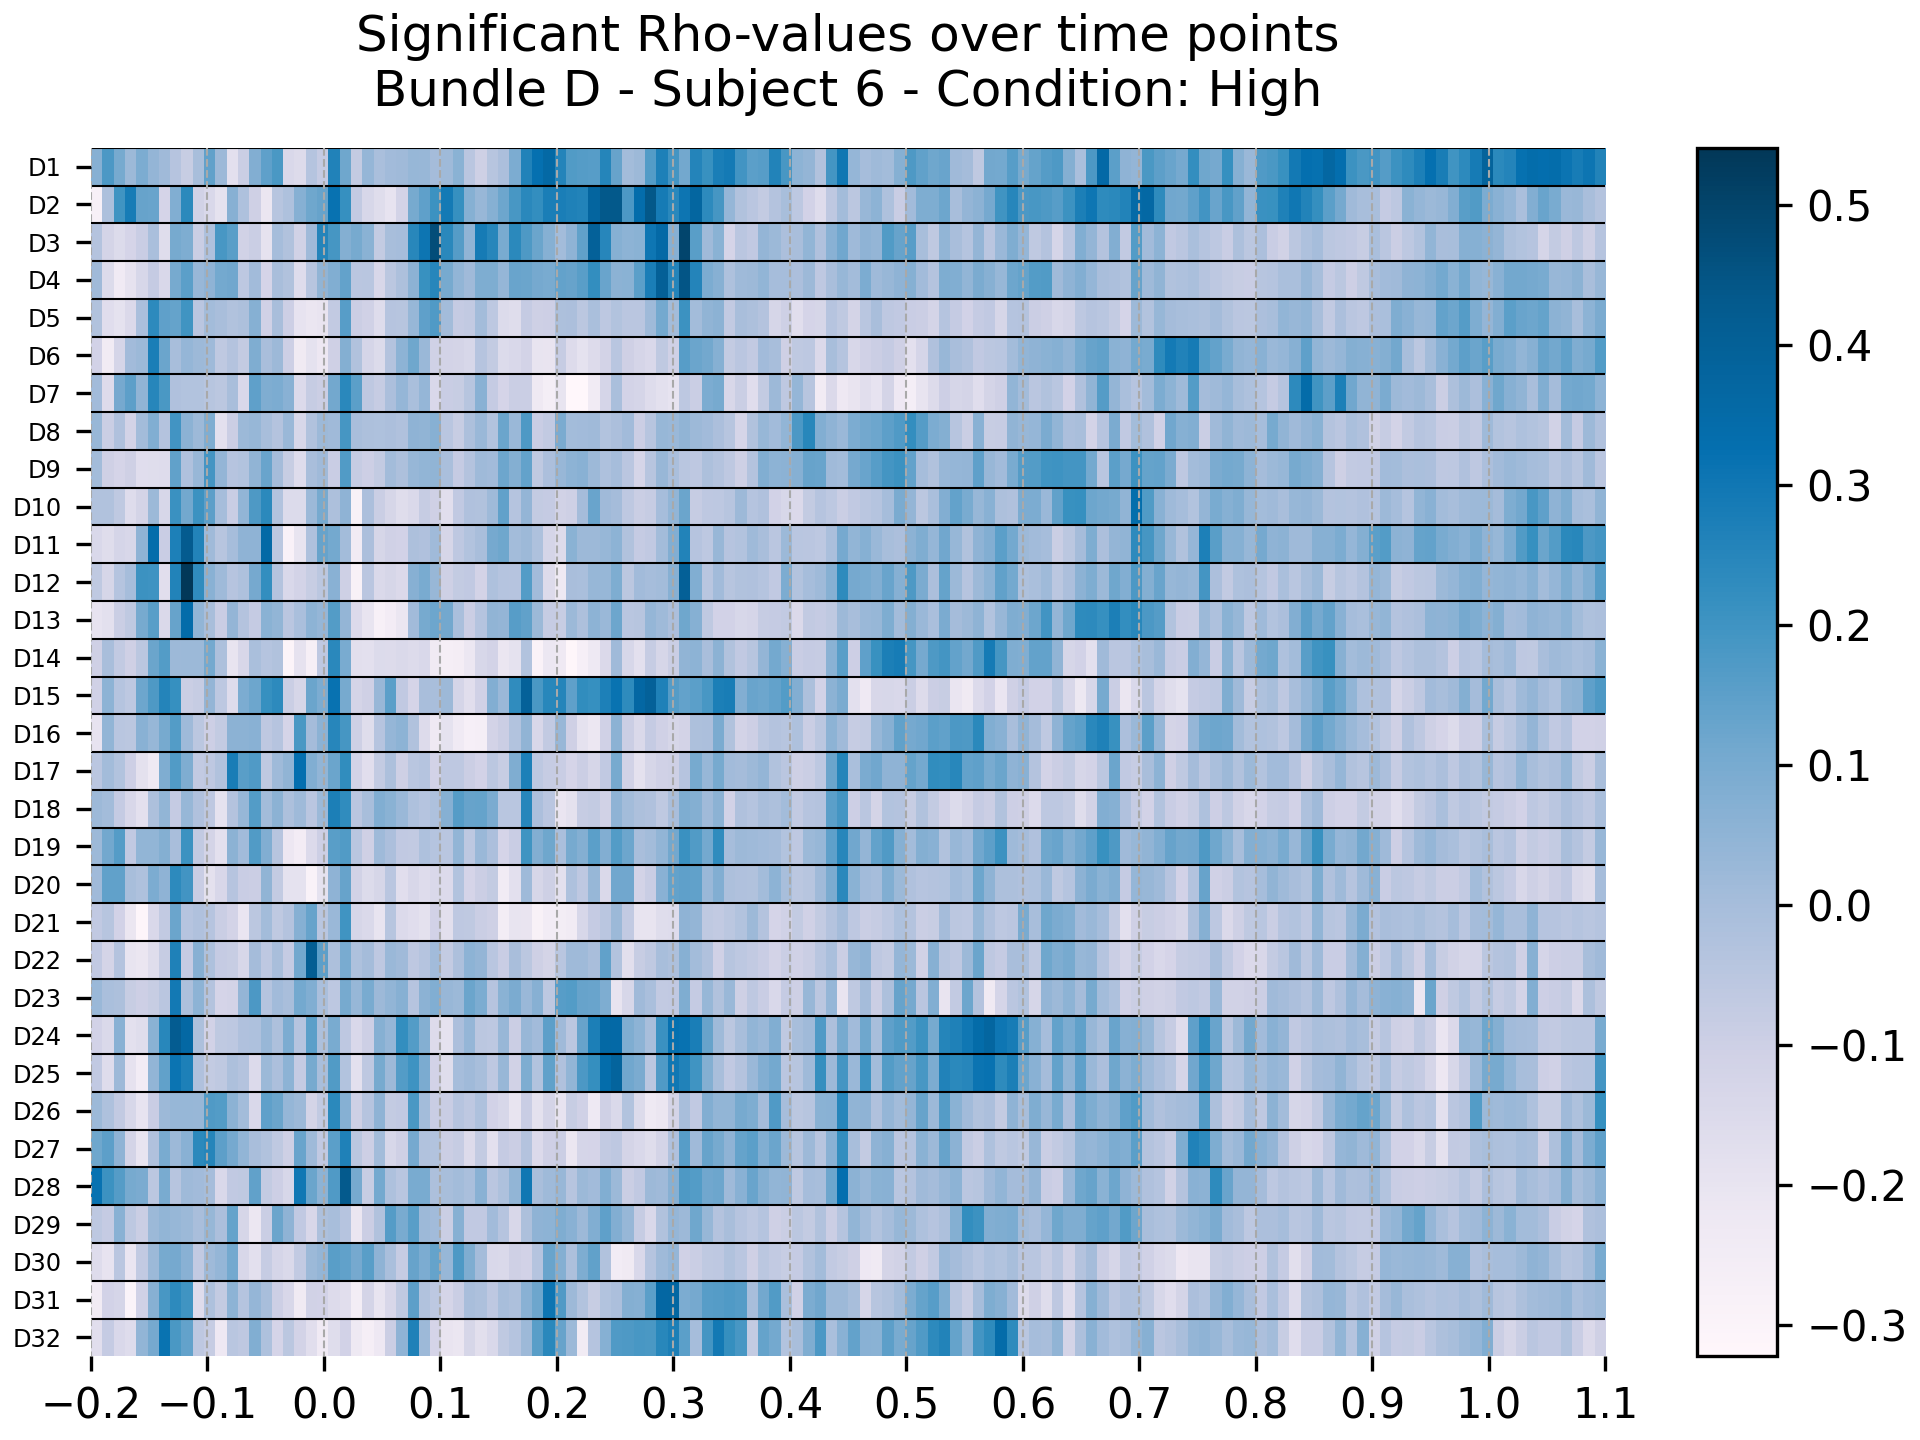 Significant Rho-values over time points
Bundle D - Subject 6 - Condition: High
D1
D2
D3
D4
D5
D6
D7
D8
D9
D10
D11
D12
D13
D14
D15
D16
D17
D18
D19
D20
D21
D22
D23
D24
D25
D26
D27
D28
D29
D30
D31
D32
−0.2 −0.1 0.0 0.1 0.2 0.3 0.4 0.5 0.6 0.7 0.8 0.9 1.0 1.1
0.5
0.4
0.3
0.2
0.1
0.0
−0.1
−0.2
−0.3